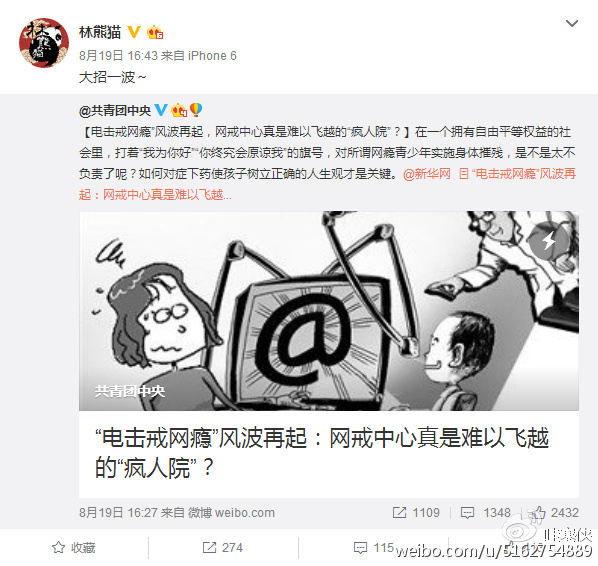 林熊猫
8月19日 16:43 来自 iPhone 6
大招一波～
@共青团中央
【“电击戒网瘾”风波再起，网戒中心真是难以飞越的“疯人院”？】在一个拥有自由平等权益的社
会里，打着“我为你好”“你终究会原谅我”的旗号，对所谓网瘾青少年实施身体摧残，是不是太不
负责了呢？如何对症下药使孩子树立正确的人生观才是关键。@新华网 “电击戒网瘾”风波再
起：网戒中心真是难以飞越...
@
共青团中央
“电击戒网瘾”风波再起：网戒中心真是难以飞越
的“疯人院”？
8月19日 16:27 来自 微博 weibo.com
1109
1348
2432
收藏
274
115
weibo.com/u/5162754889